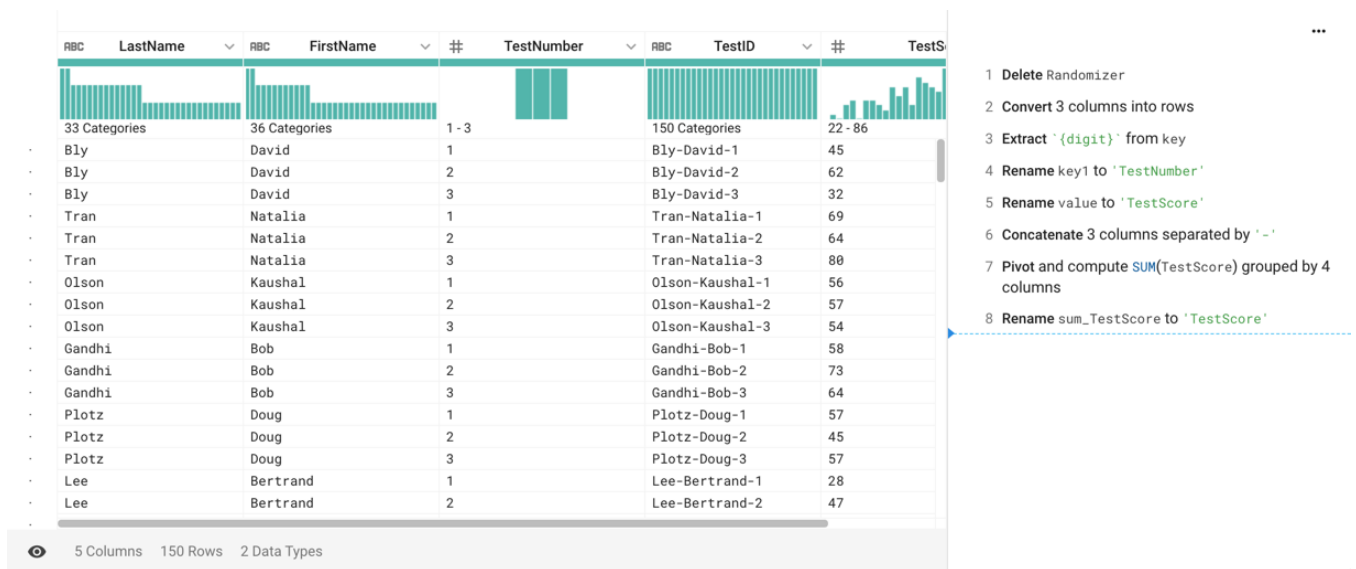 ...
ABC LastName ABC FirstName # TestNumber ABC TestID # TestS
33 Categories 36 Categories 1 - 3 150 Categories 22 - 86
Bly David 1 Bly-David-1 45
Bly David 2 Bly-David-2 62
Bly David 3 Bly-David-3 32
Tran Natalia 1 Tran-Natalia-1 69
Tran Natalia 2 Tran-Natalia-2 64
Tran Natalia 3 Tran-Natalia-3 80
Olson Kaushal 1 Olson-Kaushal-1 56
Olson Kaushal 2 Olson-Kaushal-2 57
Olson Kaushal 3 Olson-Kaushal-3 54
Gandhi Bob 1 Gandhi-Bob-1 58
Gandhi Bob 2 Gandhi-Bob-2 73
Gandhi Bob 3 Gandhi-Bob-3 64
Plotz Doug 1 Plotz-Doug-1 57
Plotz Doug 2 Plotz-Doug-2 45
Plotz Doug 3 Plotz-Doug-3 57
Lee Bertrand 1 Lee-Bertrand-1 28
Lee Bertrand 2 Lee-Bertrand-2 47
5 Columns 150 Rows 2 Data Types
1 Delete Randomizer
2 Convert 3 columns into rows
3 Extract `{digit}` from key
4 Rename key1 to 'TestNumber'
5 Rename value to 'TestScore'
6 Concatenate 3 columns separated by '-'
7 Pivot and compute SUM(TestScore) grouped by 4
columns
8 Rename sum_TestScore to 'TestScore'